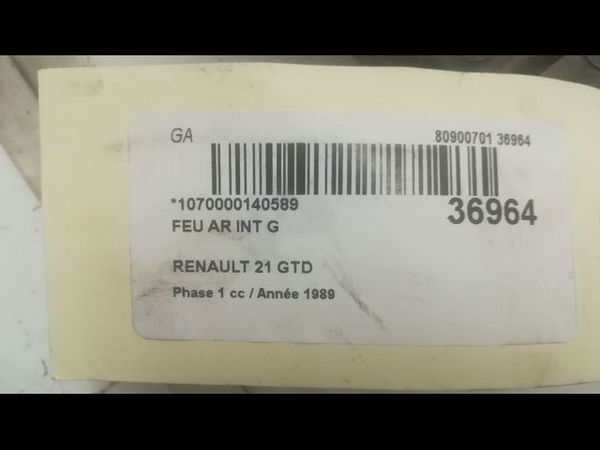 GA 80900701 36964
*1070000140589 36964
FEU AR INT G
RENAULT 21 GTD
Phase 1 cc / Année 1989